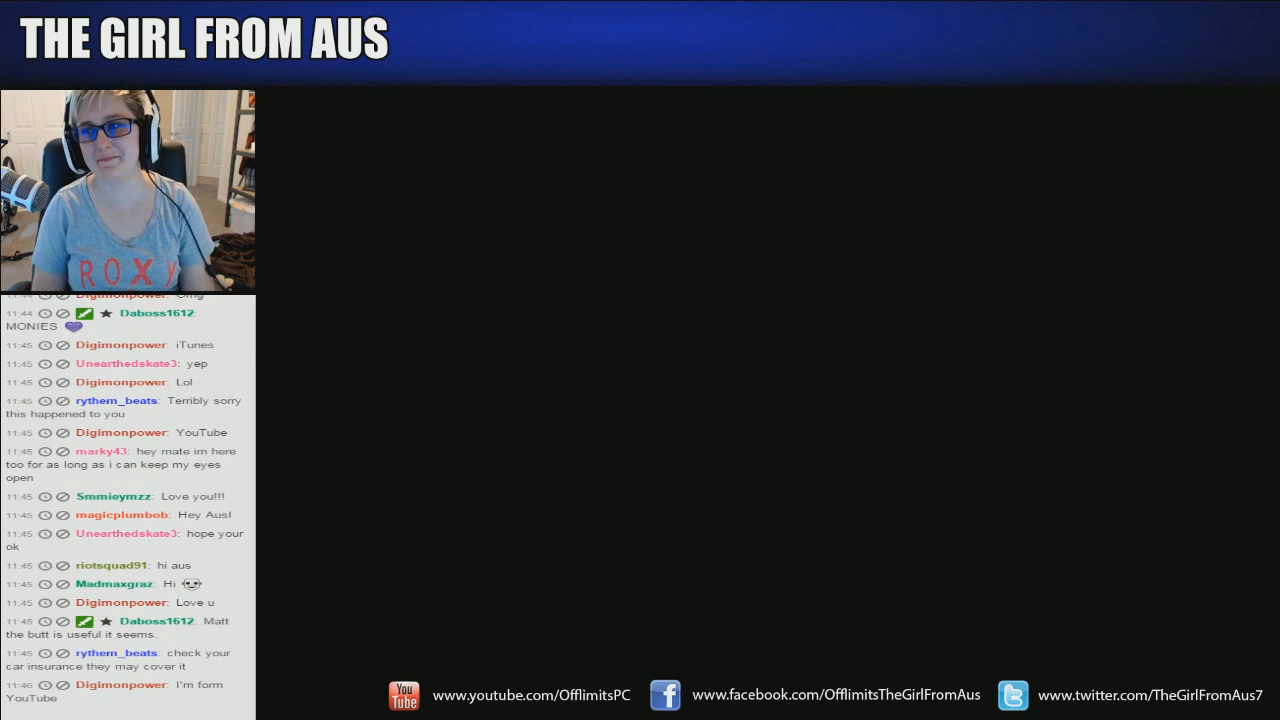 THE GIRL FROM AUS
ROXY
11:44 Digimonpower: Omg
11:44 Daboss1612:
MONIES
11:45 Digimonpower: iTunes
11:45 Unearthedskate3: yep
11:45 Digimonpower: Lol
11:45 rythem_beats: Terribly sorry
this happened to you
11:45 Digimonpower: YouTube
11:45 marky43: hey mate im here
too for as long as i can keep my eyes
open
11:45 Smmieymzz: Love you!!!
11:45 magicplumbob: Hey Aus!
11:45 Unearthedskate3: hope your
ok
11:45 riotsquad91: hi aus
11:45 Madmaxgraz: Hi
11:45 Digimonpower: Love u
11:45 Daboss1612: Matt
the butt is useful it seems.
11:45 rythem_beats: check your
car insurance they may cover it
11:46 Digimonpower: I'm form
YouTube
You Tube www.youtube.com/OfflimitsPC www.facebook.com/OfflimitsTheGirlFromAus www.twitter.com/TheGirlFromAus7